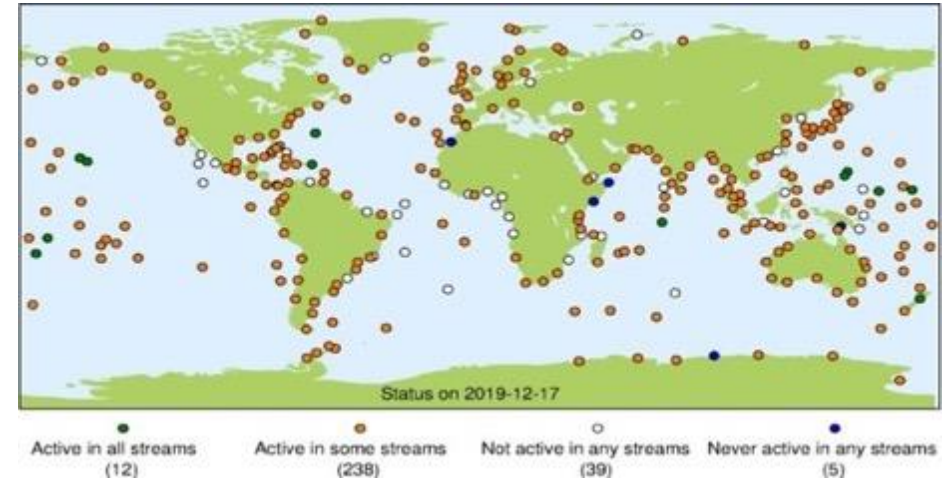 Status on 2019-12-17
Active in all streams
(12)
Active in some streams
(238)
Not active in any streams
(39)
Never active in any streams
(5)